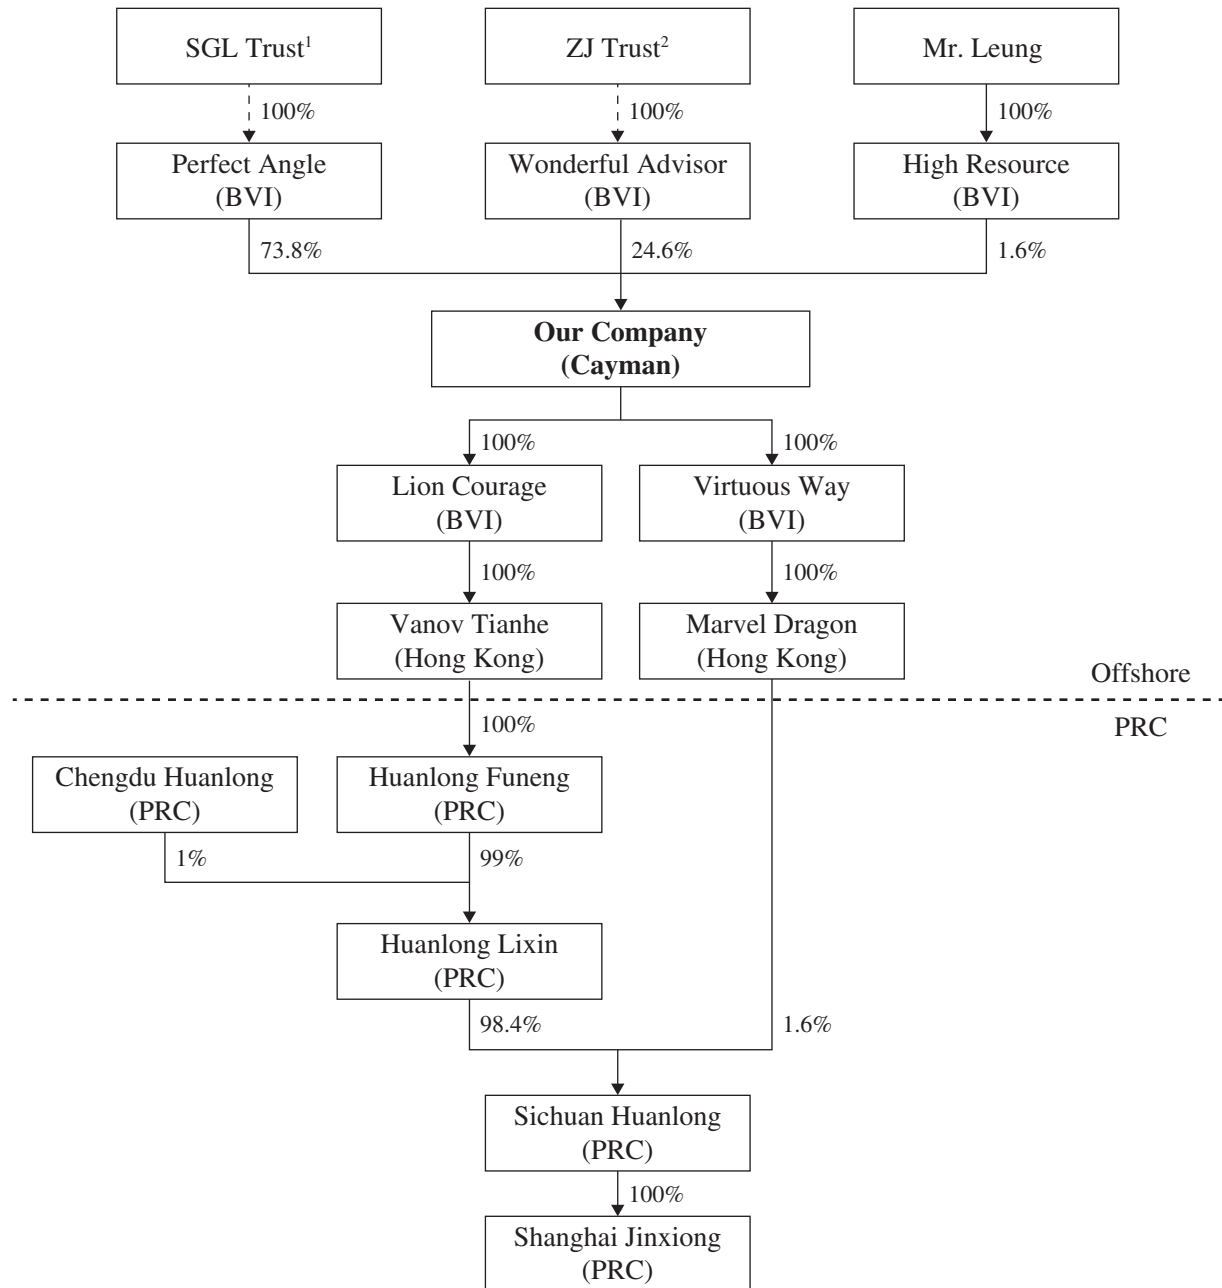 SGL Trust¹
ZJ Trust²
Mr. Leung
100%
100%
100%
Perfect Angle
(BVI)
Wonderful Advisor
(BVI)
High Resource
(BVI)
73.8%
24.6%
1.6%
Our Company
(Cayman)
100%
100%
Lion Courage
(BVI)
Virtuous Way
(BVI)
100%
100%
Vanov Tianhe
(Hong Kong)
Marvel Dragon
(Hong Kong)
Offshore
PRC
100%
Chengdu Huanlong
(PRC)
Huanlong Funeng
(PRC)
1%
99%
Huanlong Lixin
(PRC)
98.4%
1.6%
Sichuan Huanlong
(PRC)
100%
Shanghai Jinxiong
(PRC)